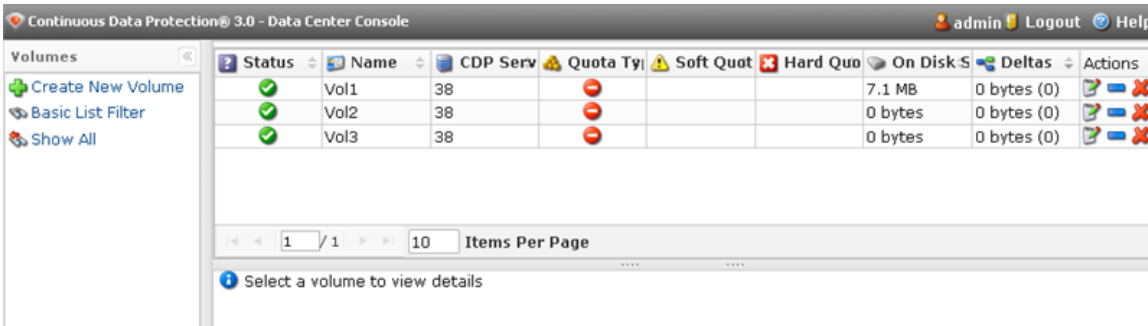 Continuous Data Protection® 3.0 - Data Center Console admin Logout Help
Volumes
Create New Volume
Basic List Filter
Show All
Status Name CDP Serv Quota Ty Soft Quot Hard Quo On Disk S Deltas Actions
Vol1 38 7.1 MB 0 bytes (0)
Vol2 38 0 bytes 0 bytes (0)
Vol3 38 0 bytes 0 bytes (0)
1 / 1 10 Items Per Page
Select a volume to view details